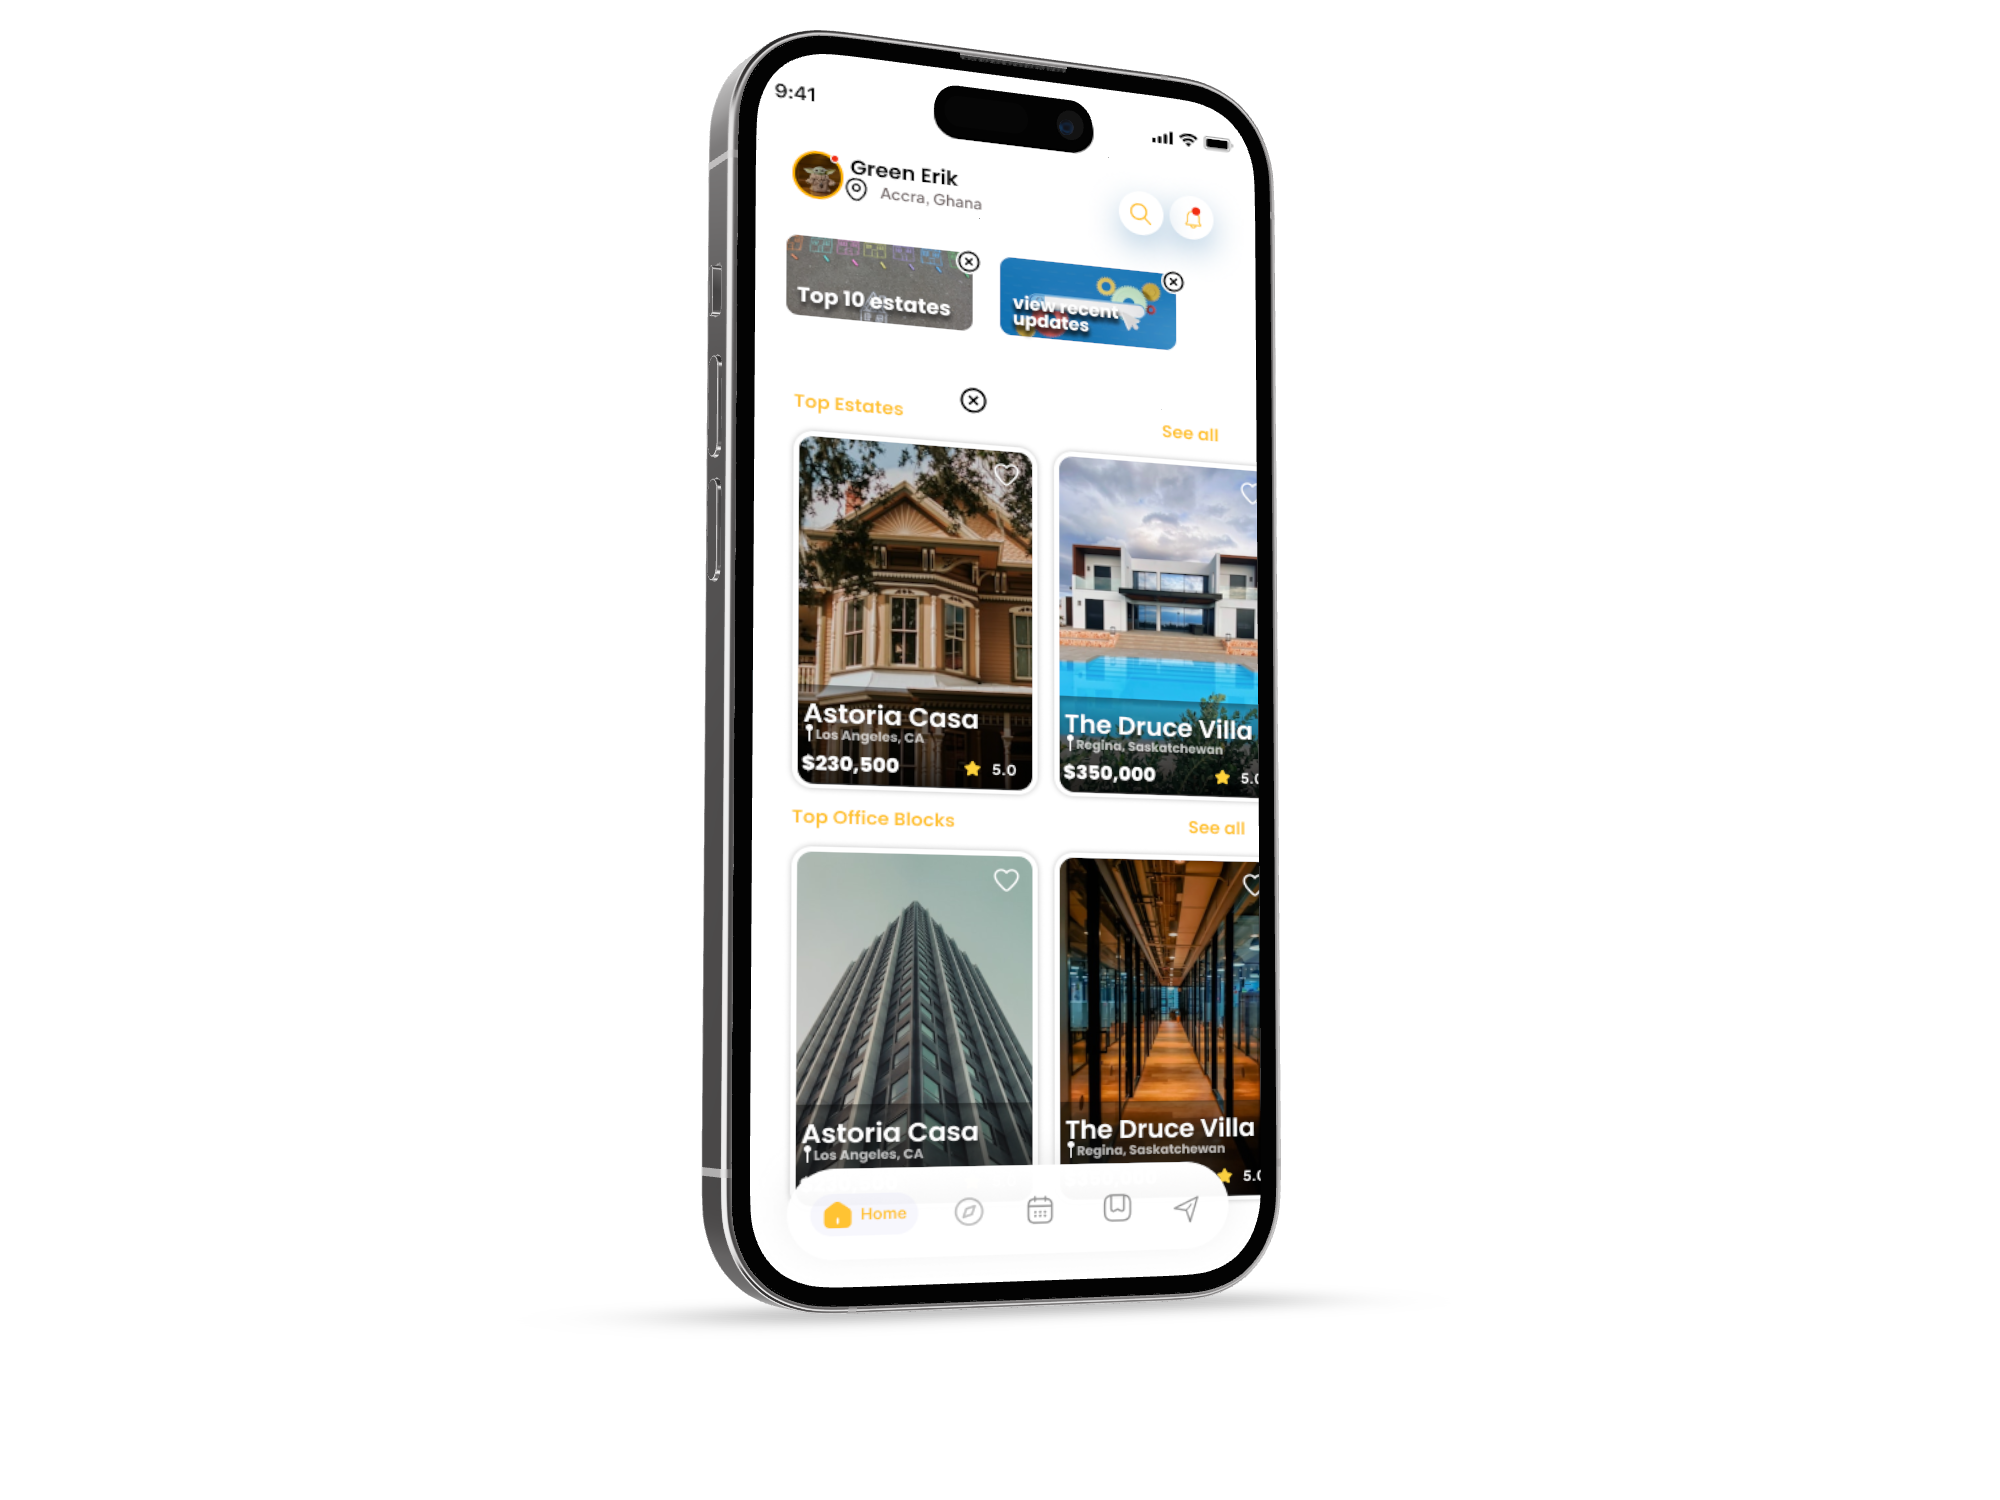 9:41
Green Erik
Accra, Ghana
Top 10 estates
view recent
updates
Top Estates
See all
Astoria Casa
Los Angeles, CA
$230,500
5.0
The Druce Villa
Regina, Saskatchewan
$350,000
5.0
Top Office Blocks
See all
Astoria Casa
Los Angeles, CA
The Druce Villa
Regina, Saskatchewan
5.0
Home